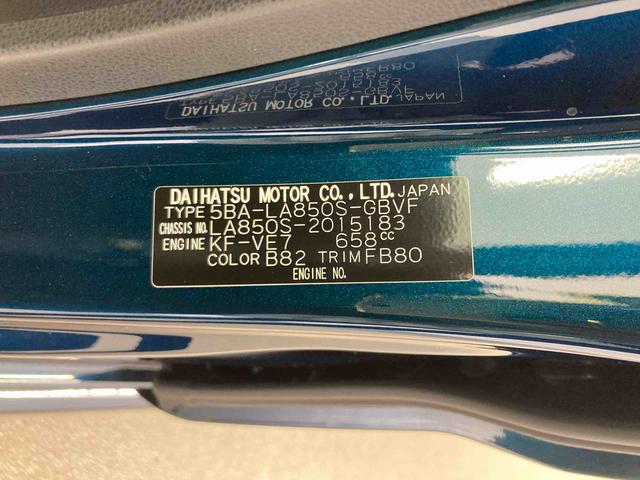 DAIHATSU MOTOR CO.,LTD. JAPAN
TYPE 5BA-LA850S-GBVF
CHASSIS NO. LA850S-2015183
ENGINE KF-VE7 658cc
COLOR B82 TRIM FB80
ENGINE NO.